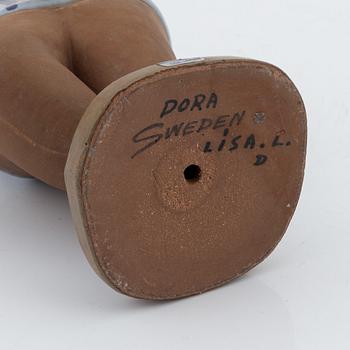 DORA
SWEDEN
LiSA. L.
D